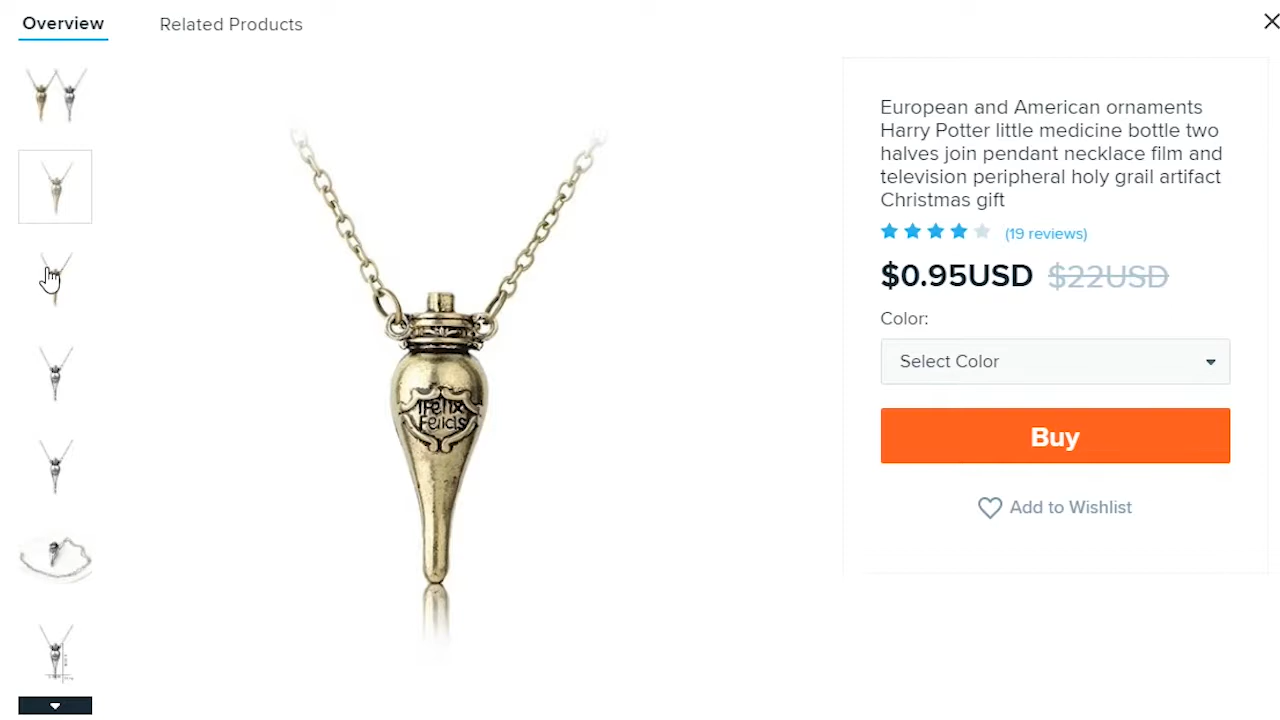 Overview
Related Products
European and American ornaments
Harry Potter little medicine bottle two
halves join pendant necklace film and
television peripheral holy grail artifact
Christmas gift
(19 reviews)
$0.95USD $22USD
Color:
Select Color
Buy
Add to Wishlist
Felix
Felicis